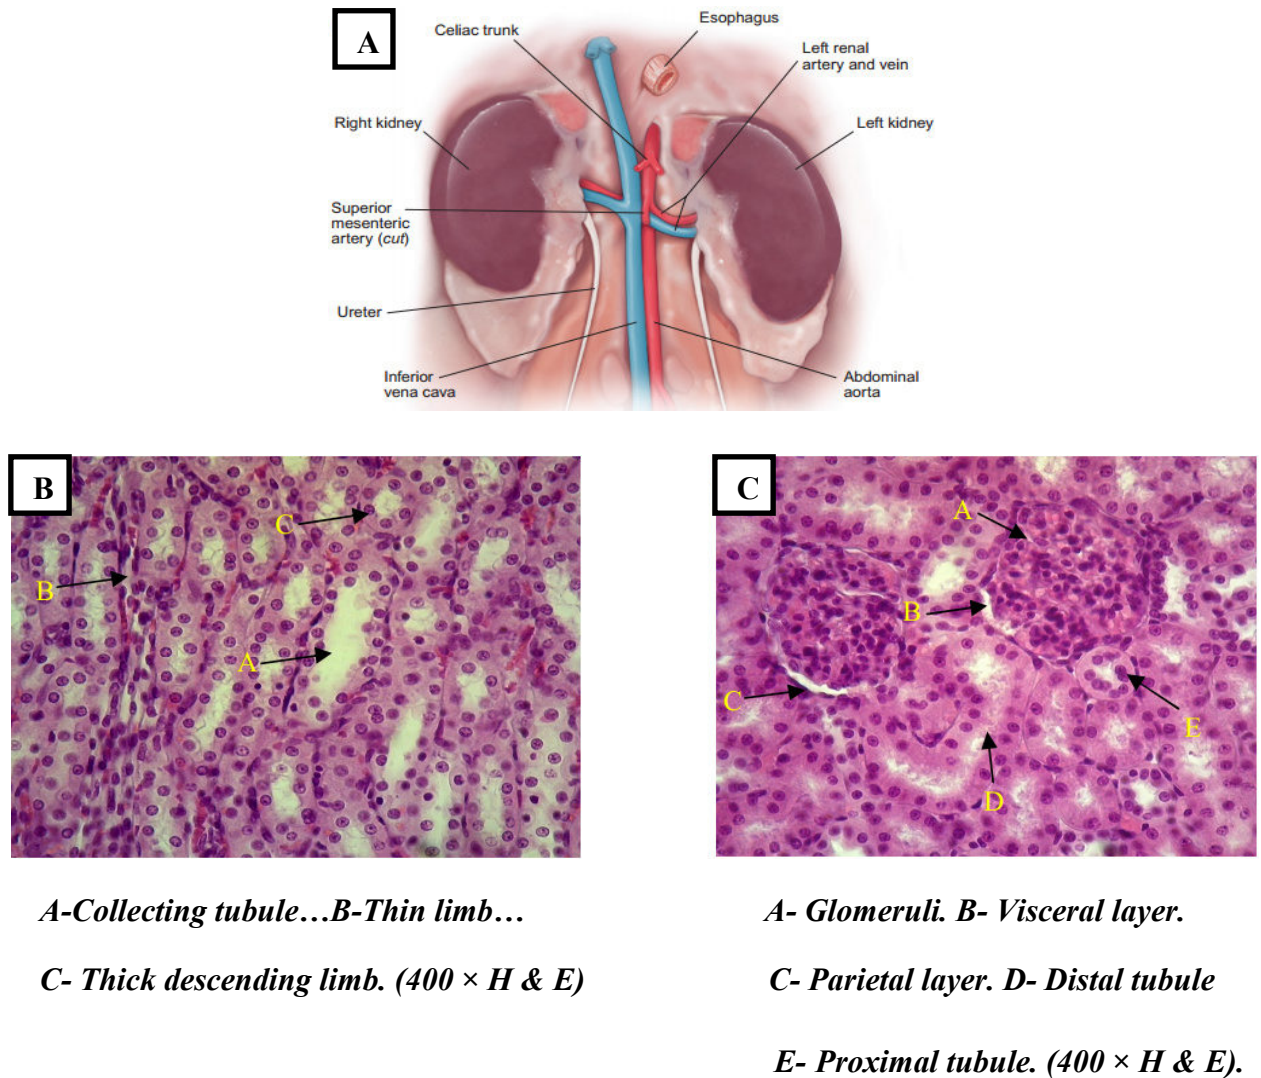 A
Celiac trunk
Esophagus
Left renal
artery and vein
Right kidney
Left kidney
Superior
mesenteric
artery (cut)
Ureter
Inferior
vena cava
Abdominal
aorta
B
C
B
A
C
A
B
C
E
D
A-Collecting tubule…B-Thin limb…
C- Thick descending limb. (400 × H & E)
A- Glomeruli. B- Visceral layer.
C- Parietal layer. D- Distal tubule
E- Proximal tubule. (400 × H & E).